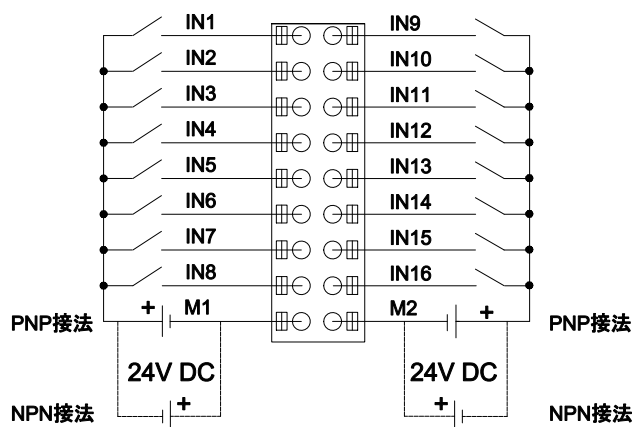 IN1 IN9
IN2 IN10
IN3 IN11
IN4 IN12
IN5 IN13
IN6 IN14
IN7 IN15
IN8 IN16
+ M1 M2 +
PNP接法 PNP接法
24V DC 24V DC
+ +
NPN接法 NPN接法